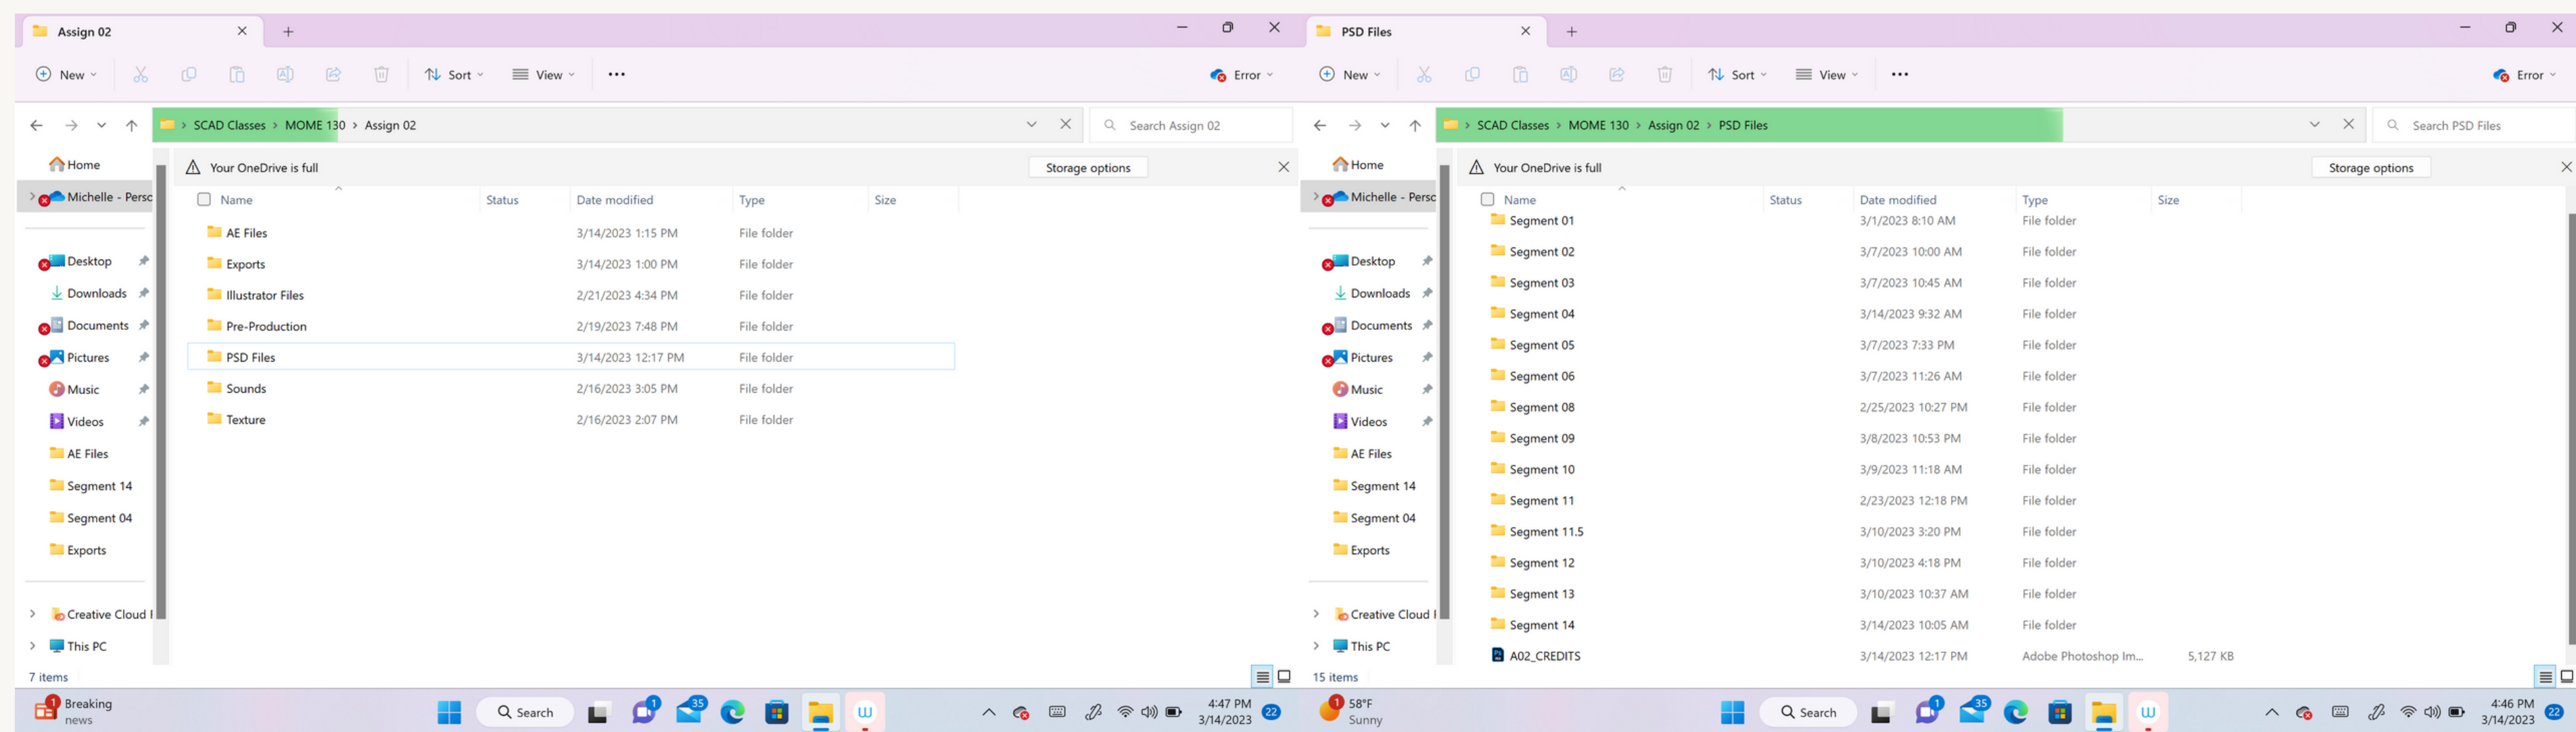 Assign 02
New
Sort
View
Error
SCAD Classes > MOME 130 > Assign 02
Search Assign 02
Your OneDrive is full
Storage options
Home
Michelle - Perso
Desktop
Downloads
Documents
Pictures
Music
Videos
AE Files
Segment 14
Segment 04
Exports
Creative Cloud F
This PC
Name Status Date modified Type Size
AE Files 3/14/2023 1:15 PM File folder
Exports 3/14/2023 1:00 PM File folder
Illustrator Files 2/21/2023 4:34 PM File folder
Pre-Production 2/19/2023 7:48 PM File folder
PSD Files 3/14/2023 12:17 PM File folder
Sounds 2/16/2023 3:05 PM File folder
Texture 2/16/2023 2:07 PM File folder
7 items
1
Breaking
news
Search
1
35
4:47 PM
3/14/2023
22
PSD Files
New
Sort
View
Error
SCAD Classes > MOME 130 > Assign 02 > PSD Files
Search PSD Files
Your OneDrive is full
Storage options
Home
Michelle - Perso
Desktop
Downloads
Documents
Pictures
Music
Videos
AE Files
Segment 14
Segment 04
Exports
Creative Cloud F
This PC
Name Status Date modified Type Size
Segment 01 3/1/2023 8:10 AM File folder
Segment 02 3/7/2023 10:00 AM File folder
Segment 03 3/7/2023 10:45 AM File folder
Segment 04 3/14/2023 9:32 AM File folder
Segment 05 3/7/2023 7:33 PM File folder
Segment 06 3/7/2023 11:26 AM File folder
Segment 08 2/25/2023 10:27 PM File folder
Segment 09 3/8/2023 10:53 PM File folder
Segment 10 3/9/2023 11:18 AM File folder
Segment 11 2/23/2023 12:18 PM File folder
Segment 11.5 3/10/2023 3:20 PM File folder
Segment 12 3/10/2023 4:18 PM File folder
Segment 13 3/10/2023 10:37 AM File folder
Segment 14 3/14/2023 10:05 AM File folder
A02_CREDITS 3/14/2023 12:17 PM Adobe Photoshop Im... 5,127 KB
15 items
1
58°F
Sunny
Search
1
35
4:46 PM
3/14/2023
22